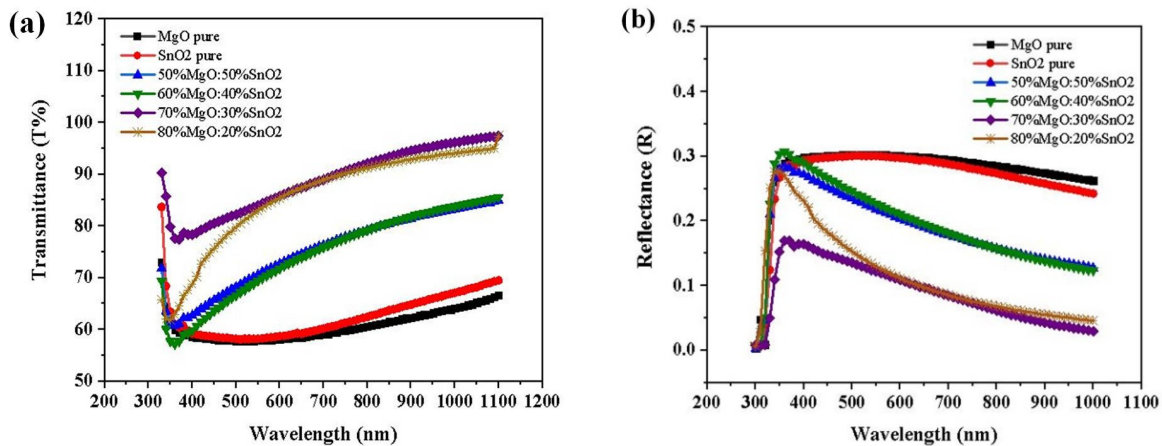 (a)
120
110
100
90
80
70
60
50
Transmittance (T%)
MgO pure
SnO2 pure
50%MgO:50%SnO2
60%MgO:40%SnO2
70%MgO:30%SnO2
80%MgO:20%SnO2
200 300 400 500 600 700 800 900 1000 1100 1200
Wavelength (nm)
(b)
0.5
0.4
0.3
0.2
0.1
0.0
Reflectance (R)
MgO pure
SnO2 pure
50%MgO:50%SnO2
60%MgO:40%SnO2
70%MgO:30%SnO2
80%MgO:20%SnO2
200 300 400 500 600 700 800 900 1000 1100
Wavelength (nm)